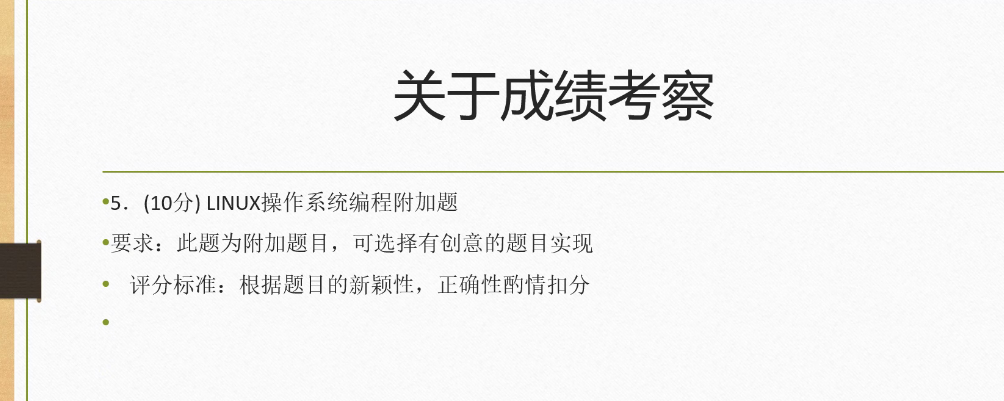 关于成绩考察
•5．(10分) LINUX操作系统编程附加题
•要求：此题为附加题目，可选择有创意的题目实现
• 评分标准：根据题目的新颖性，正确性酌情扣分
•